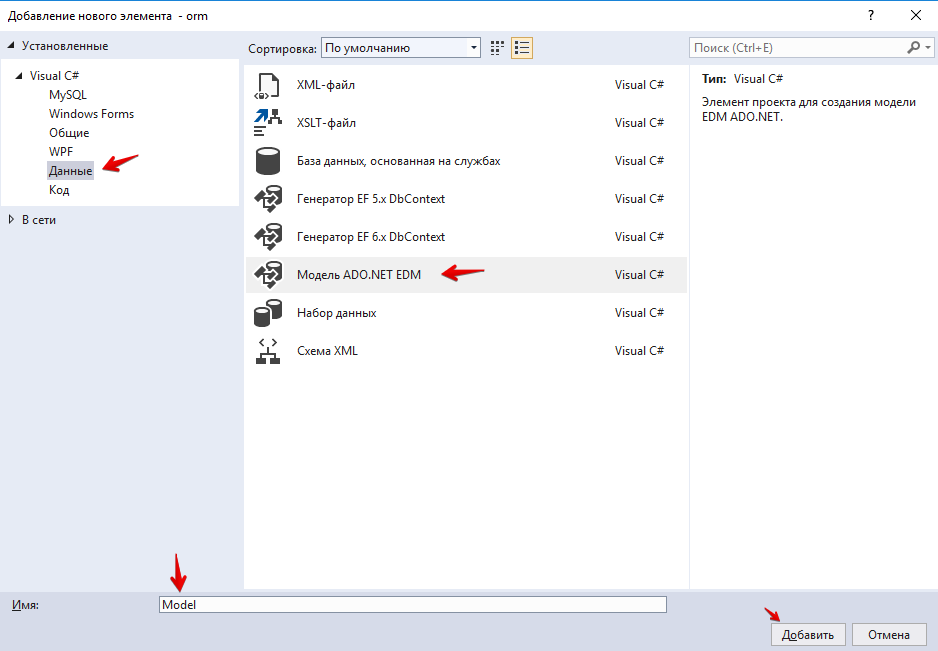 Добавление нового элемента - orm
?
Установленные
Visual C#
MySQL
Windows Forms
Общие
WPF
Данные
Код
В сети
Сортировка: По умолчанию
XML-файл Visual C#
XSLT-файл Visual C#
База данных, основанная на службах Visual C#
Генератор EF 5.x DbContext Visual C#
Генератор EF 6.x DbContext Visual C#
Модель ADO.NET EDM Visual C#
Набор данных Visual C#
Схема XML Visual C#
Поиск (Ctrl+E)
Тип: Visual C#
Элемент проекта для создания модели
EDM ADO.NET.
Имя: Model
Добавить Отмена